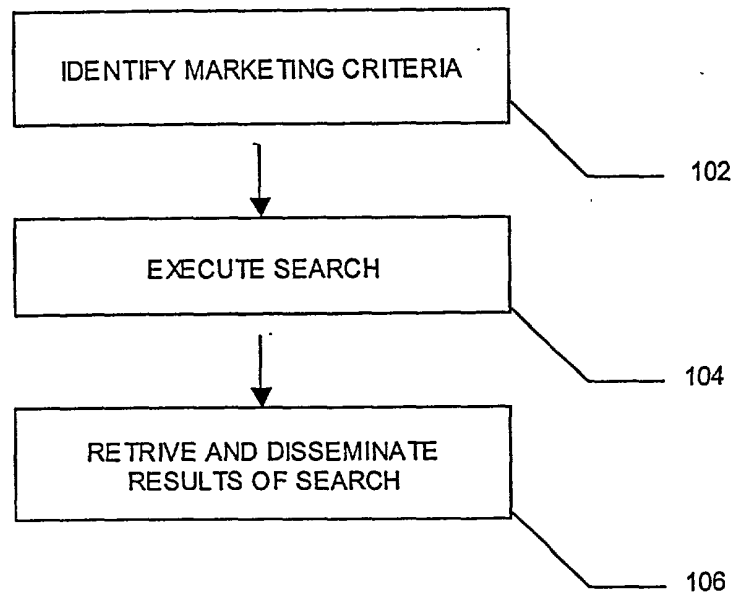 IDENTIFY MARKETING CRITERIA
102
EXECUTE SEARCH
104
RETRIVE AND DISSEMINATE
RESULTS OF SEARCH
106